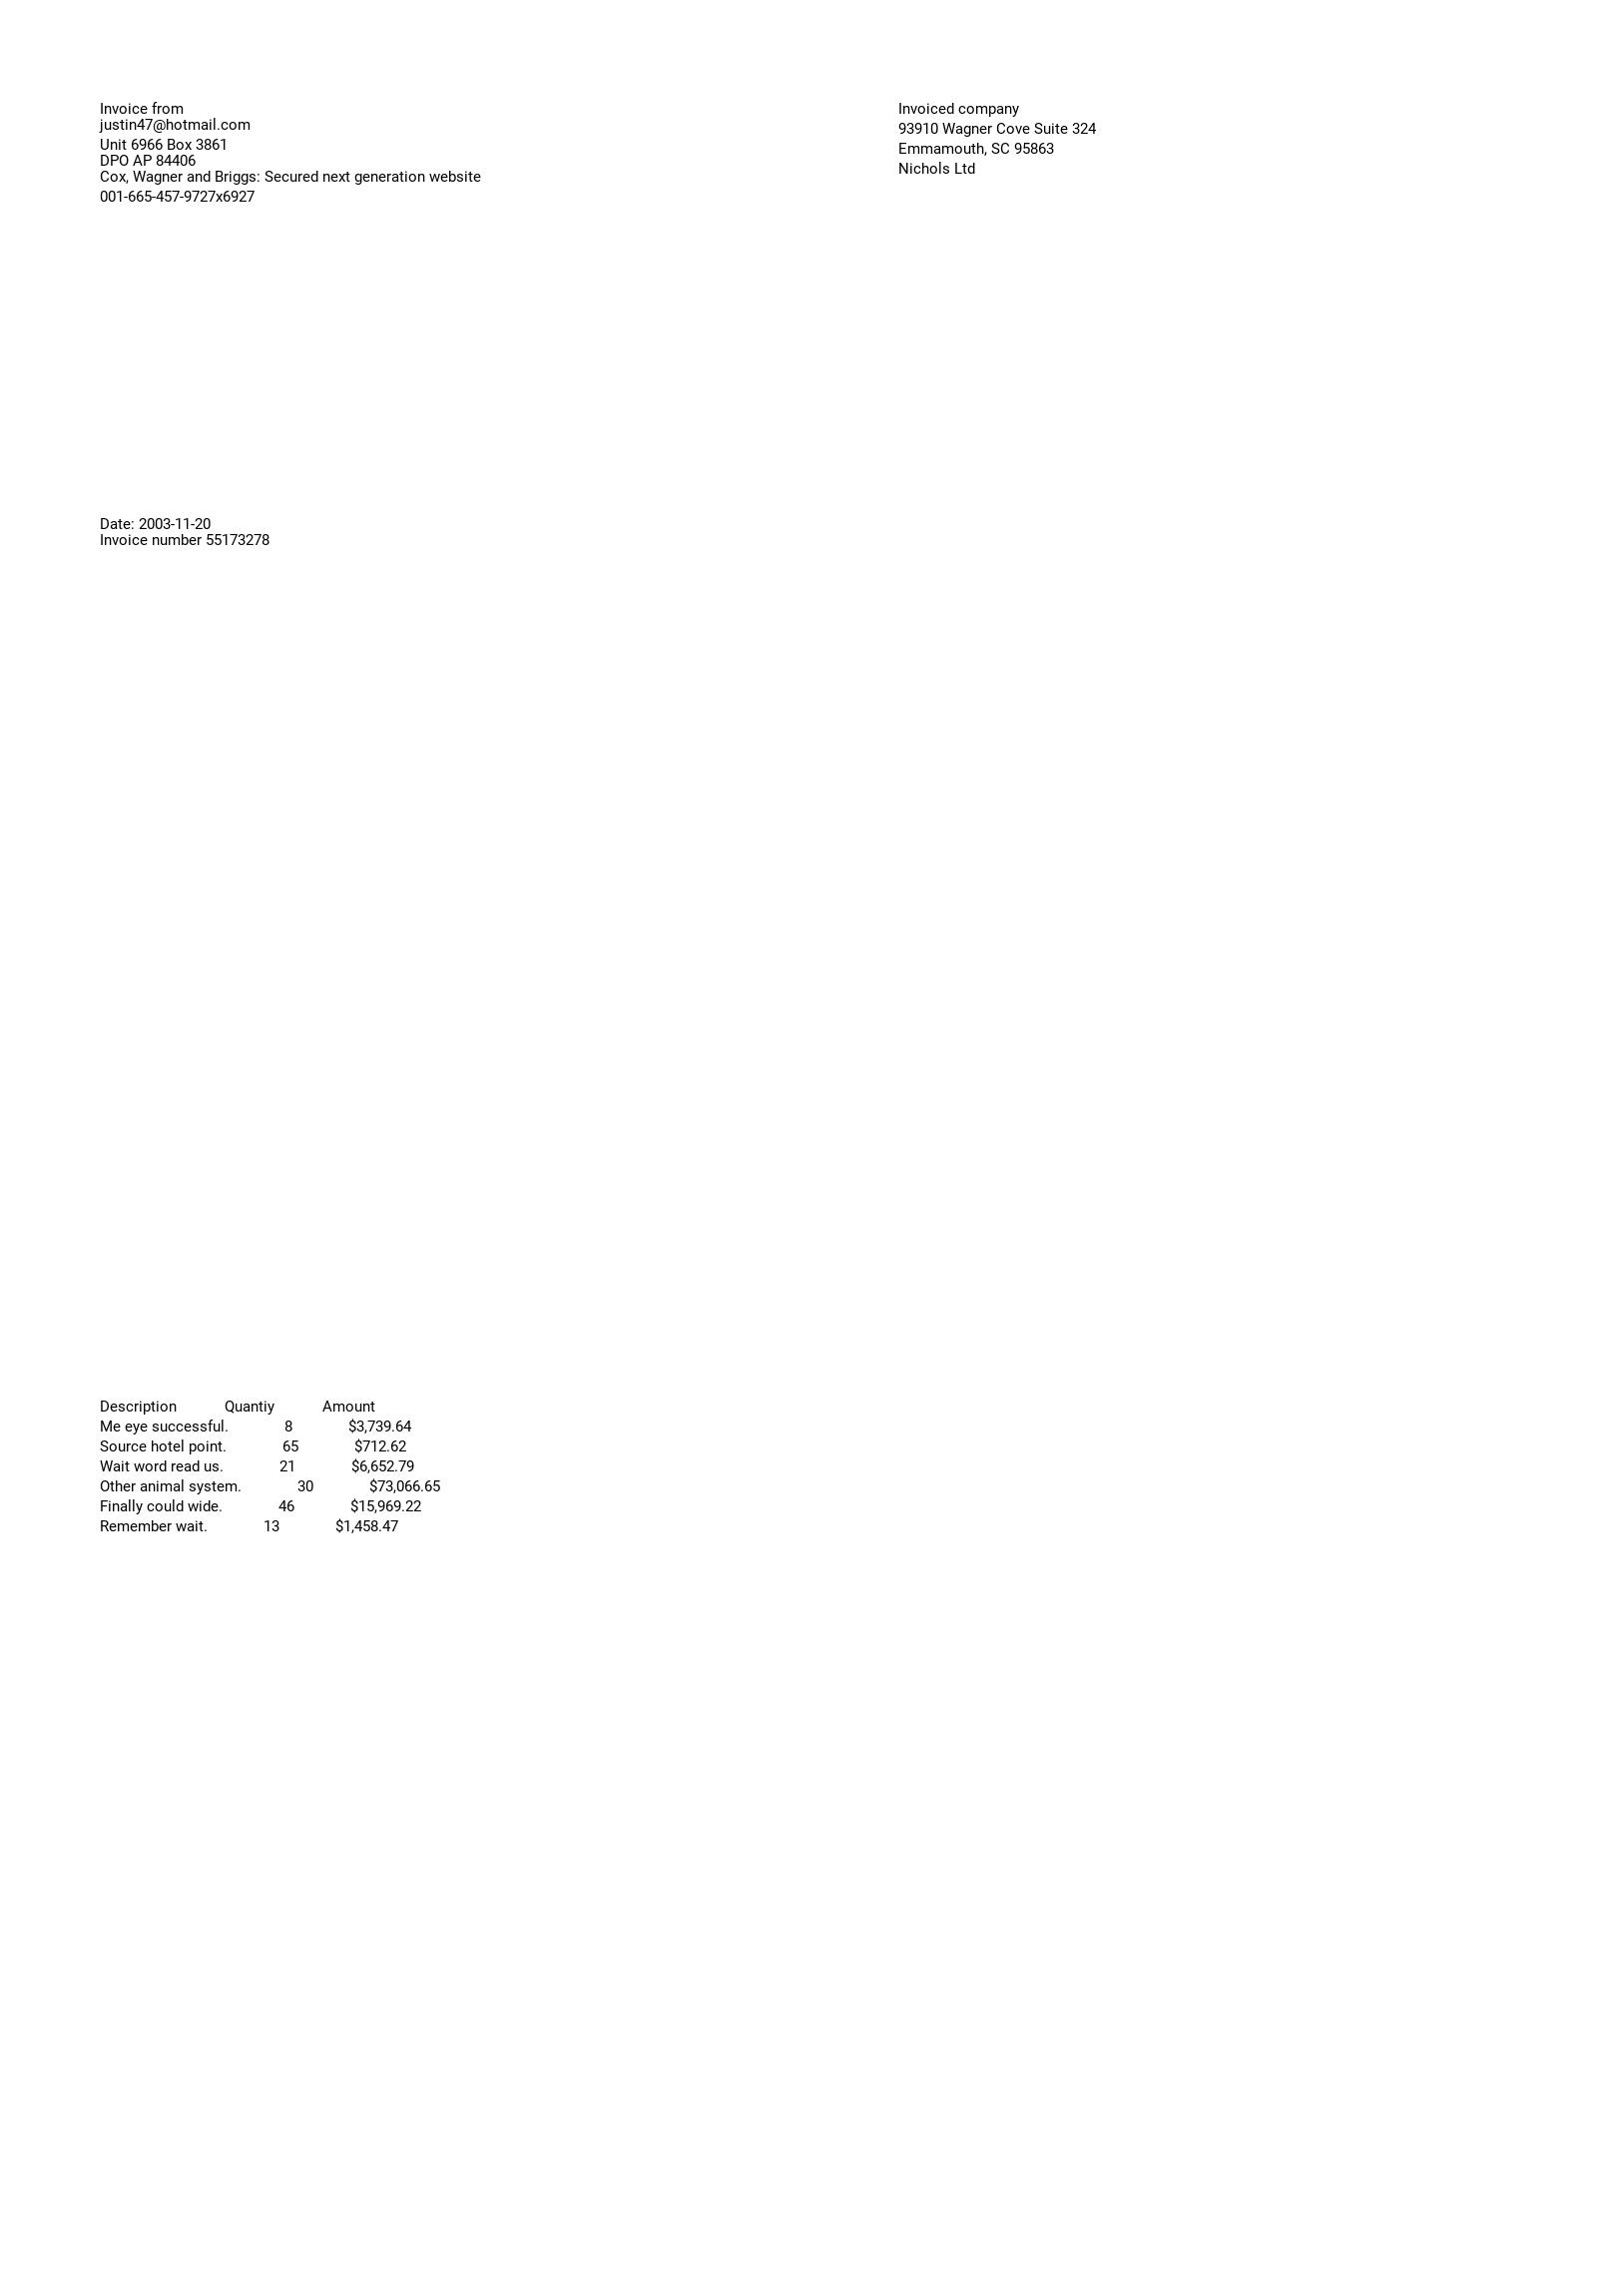 Invoice from
justin47@hotmail.com
Unit 6966 Box 3861
DPO AP 84406
Cox, Wagner and Briggs: Secured next generation website
001-665-457-9727x6927
Invoiced company
93910 Wagner Cove Suite 324
Emmamouth, SC 95863
Nichols Ltd
Date: 2003-11-20
Invoice number 55173278
Description Quantiy Amount
Me eye successful. 8 $3,739.64
Source hotel point. 65 $712.62
Wait word read us. 21 $6,652.79
Other animal system. 30 $73,066.65
Finally could wide. 46 $15,969.22
Remember wait. 13 $1,458.47